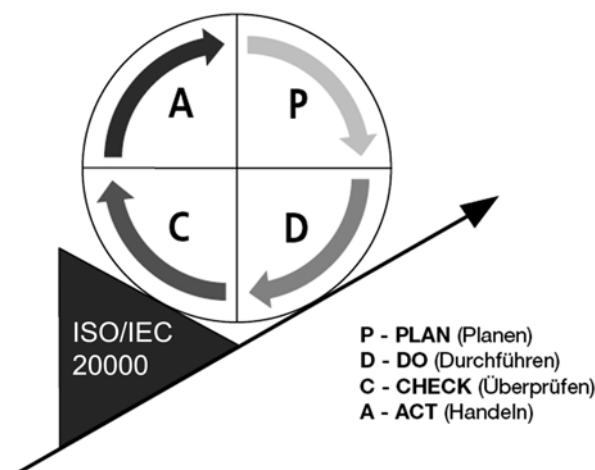 A
P
C
D
ISO/IEC
20000
P - PLAN (Planen)
D - DO (Durchführen)
C - CHECK (Überprüfen)
A - ACT (Handeln)